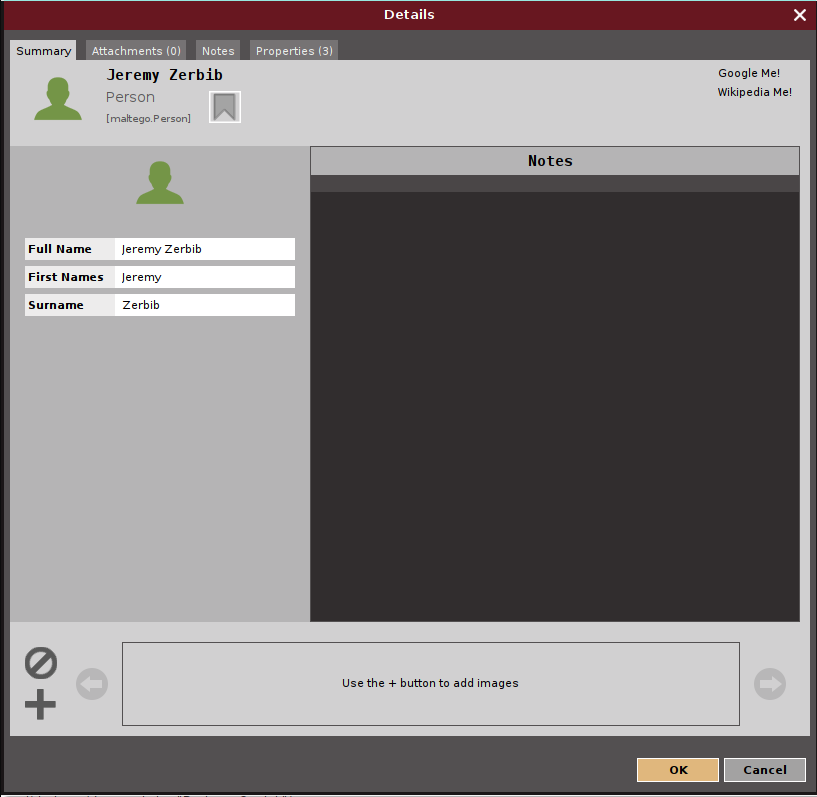 Details
Summary
Attachments (0)
Notes
Properties (3)
Jeremy Zerbib
Person
[maltego.Person]
Google Me!
Wikipedia Me!
Notes
Full Name Jeremy Zerbib
First Names Jeremy
Surname Zerbib
Use the + button to add images
OK
Cancel